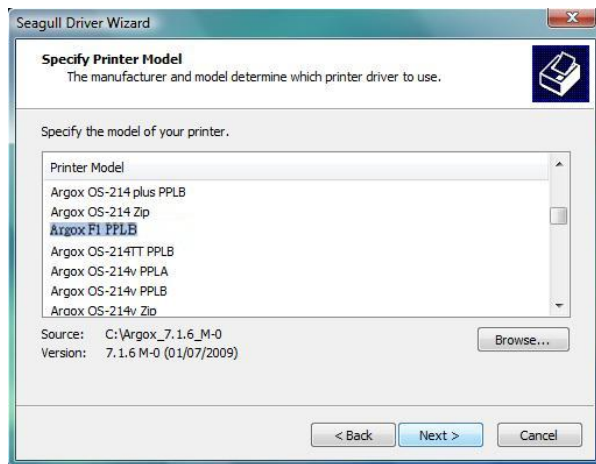 Seagull Driver Wizard
Specify Printer Model
The manufacturer and model determine which printer driver to use.
Specify the model of your printer.
Printer Model
Argox OS-214 plus PPLB
Argox OS-214 Zip
Argox F1 PPLB
Argox OS-214TT PPLB
Argox OS-214v PPLA
Argox OS-214v PPLB
Argox OS-214v Zip
Source: C:\Argox_7.1.6_M-0
Browse...
Version: 7.1.6 M-0 (01/07/2009)
< Back Next > Cancel